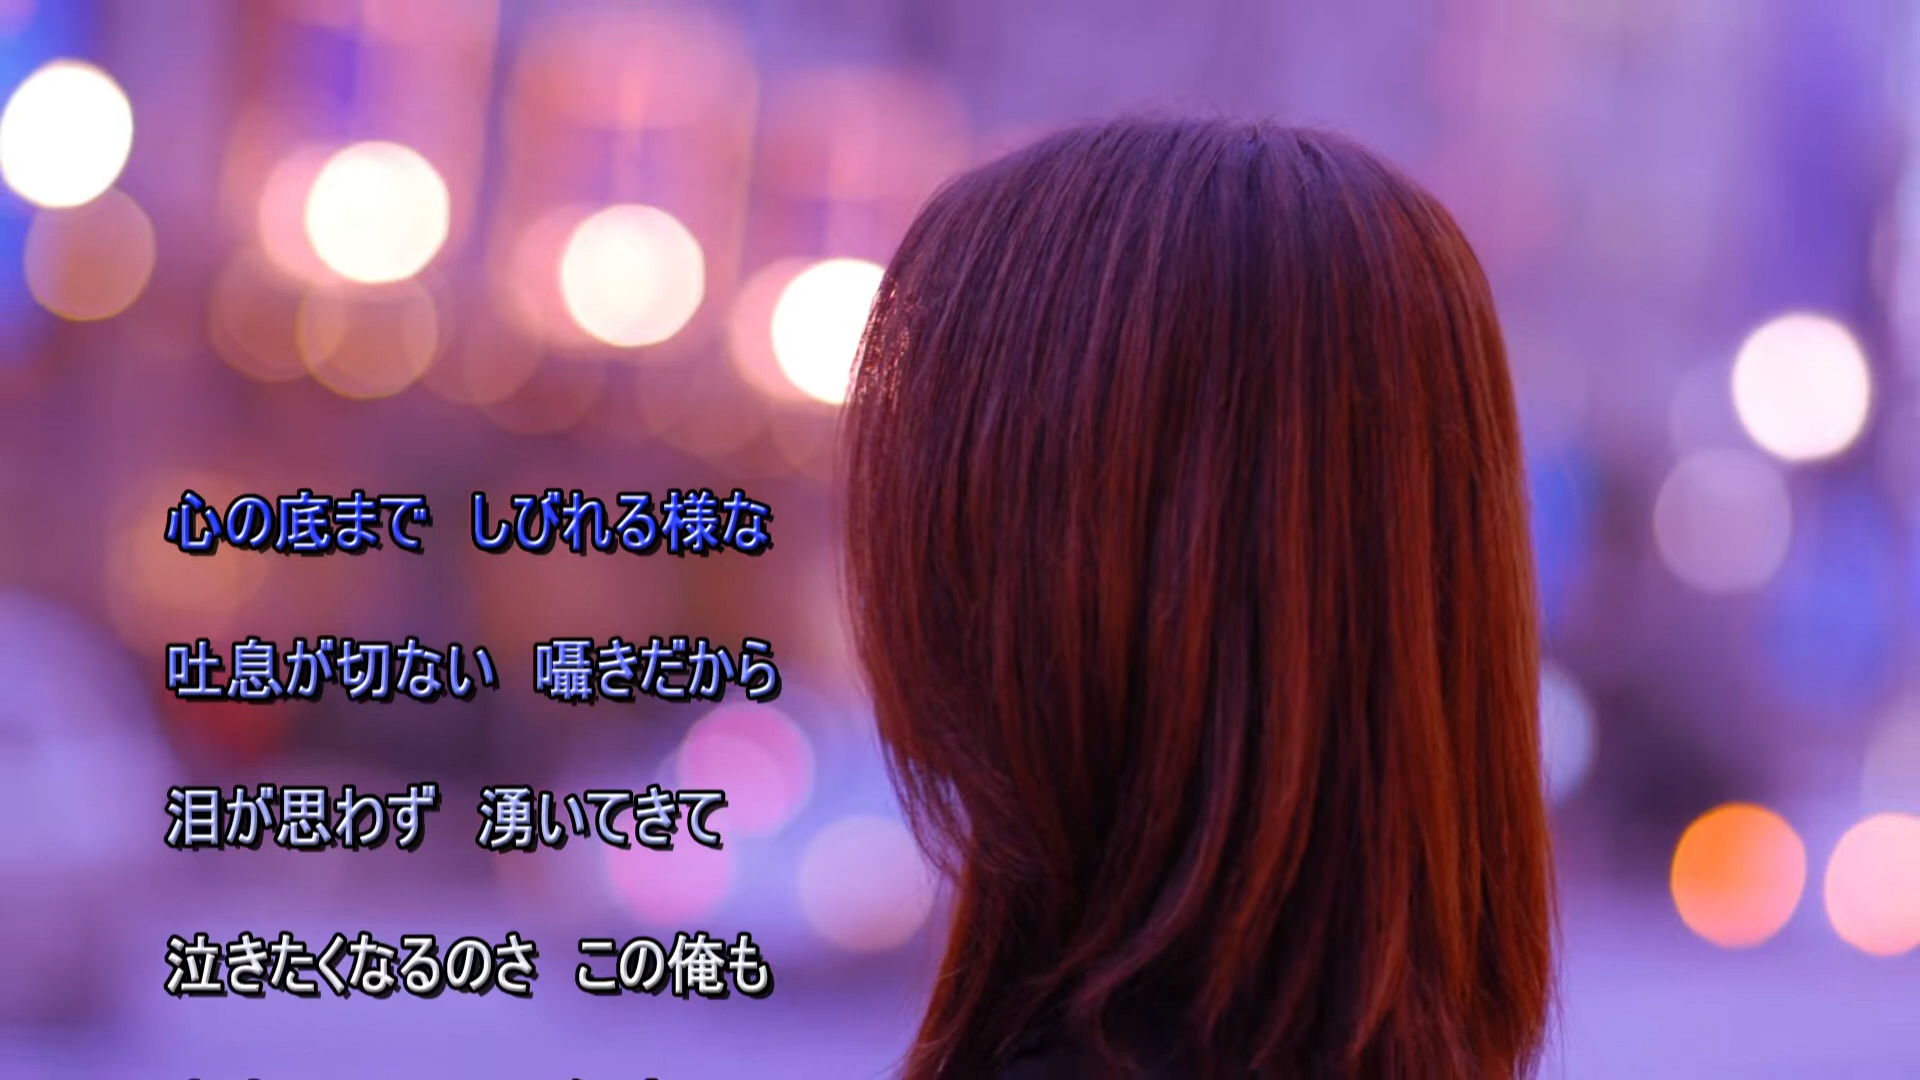 心の底まで　しびれる様な
吐息が切ない　囁きだから
泪が思わず　湧いてきて
泣きたくなるのさ　この俺も